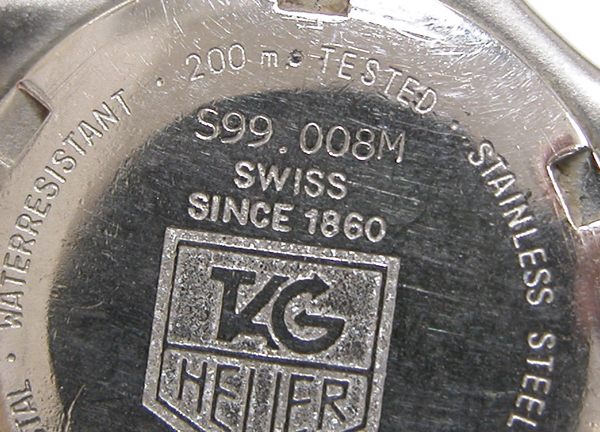 WATERRESISTANT · 200 m · TESTED · STAINLESS STEEL
S99.008M
SWISS
SINCE 1860
TAG
HEUER